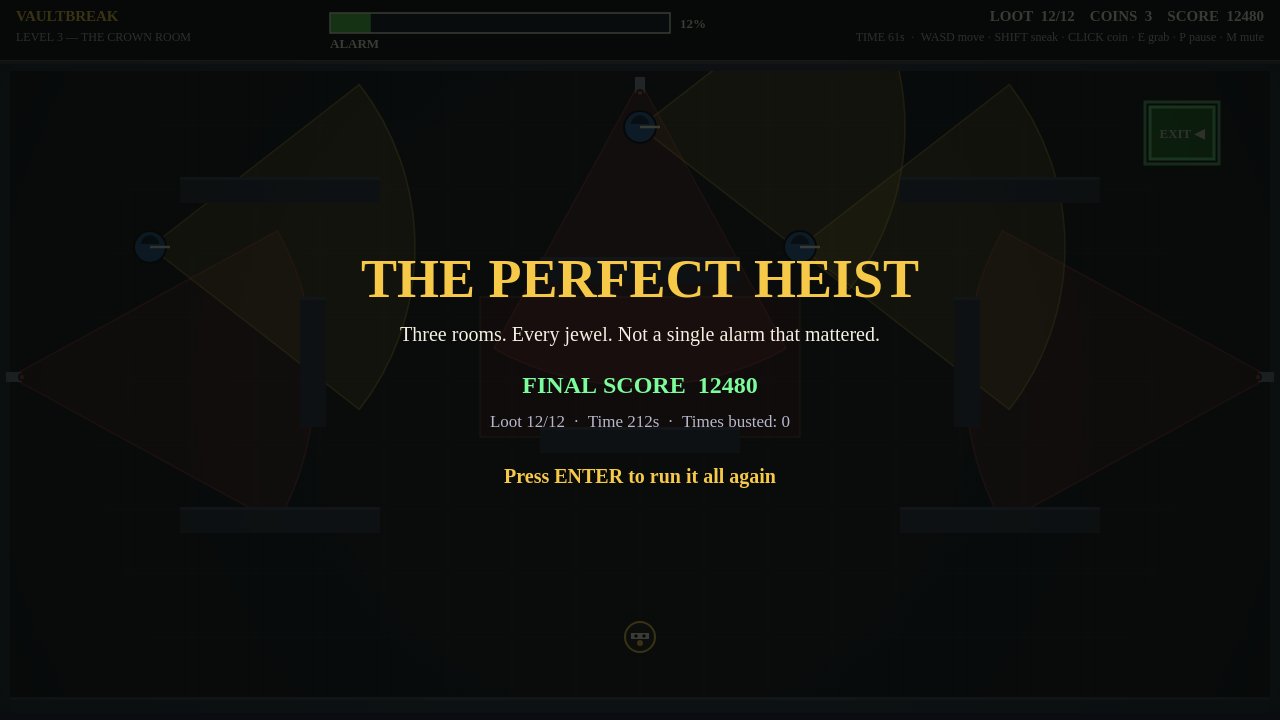 VAULTBREAK
LEVEL 3 — THE CROWN ROOM
12%
ALARM
LOOT 12/12 COINS 3 SCORE 12480
TIME 61s · WASD move · SHIFT sneak · CLICK coin · E grab · P pause · M mute
EXIT ◀
THE PERFECT HEIST
Three rooms. Every jewel. Not a single alarm that mattered.
FINAL SCORE 12480
Loot 12/12 · Time 212s · Times busted: 0
Press ENTER to run it all again